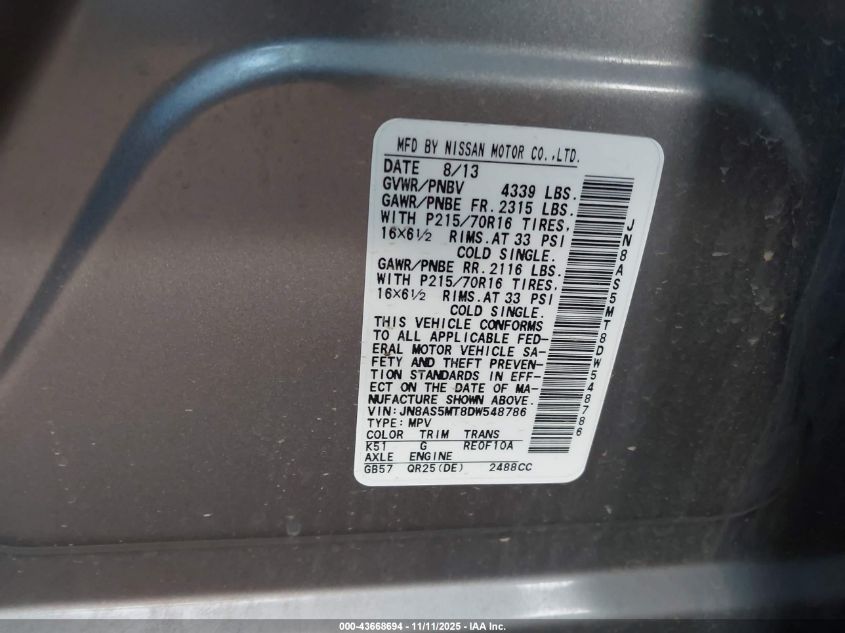 MFD BY NISSAN MOTOR CO.,LTD.
DATE 8/13
GVWR/PNBV 4339 LBS.
GAWR/PNBE FR. 2315 LBS.
WITH P215/70R16 TIRES,
16X6½ RIMS. AT 33 PSI
COLD SINGLE.
GAWR/PNBE RR. 2116 LBS.
WITH P215/70R16 TIRES,
16X6½ RIMS. AT 33 PSI
COLD SINGLE.
THIS VEHICLE CONFORMS
TO ALL APPLICABLE FED-
ERAL MOTOR VEHICLE SA-
FETY AND THEFT PREVEN-
TION STANDARDS IN EFF-
ECT ON THE DATE OF MA-
NUFACTURE SHOWN ABOVE.
VIN: JN8AS5MT8DW548786
TYPE: MPV
COLOR TRIM TRANS
K51 G RE0F10A
AXLE ENGINE
GB57 QR25(DE) 2488CC
JN8AS5MT8DW548786
000-43668694 - 11/11/2025 - IAA Inc.